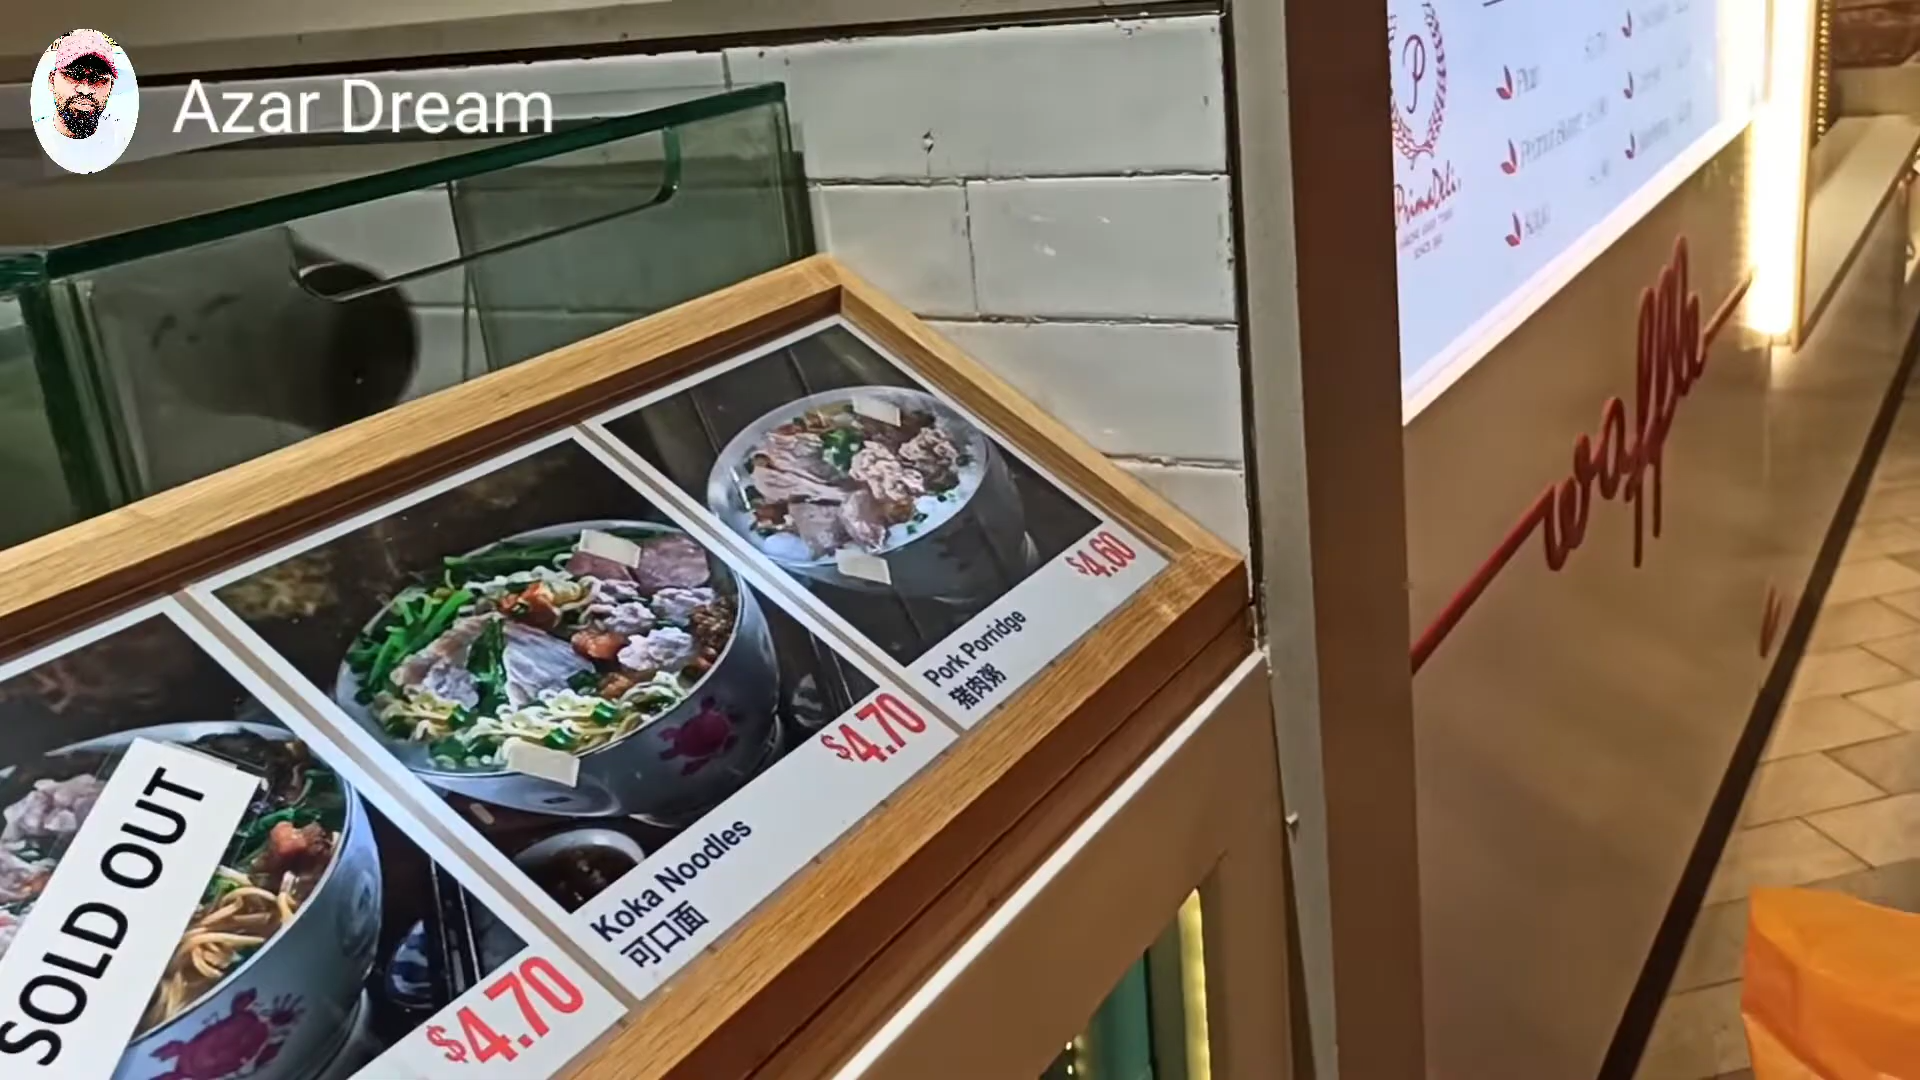 Azar Dream
SOLD OUT
$4.70
Koka Noodles
可口面
$4.70
Pork Porridge
猪肉粥
$4.60
P
PrimaDeli
waffle